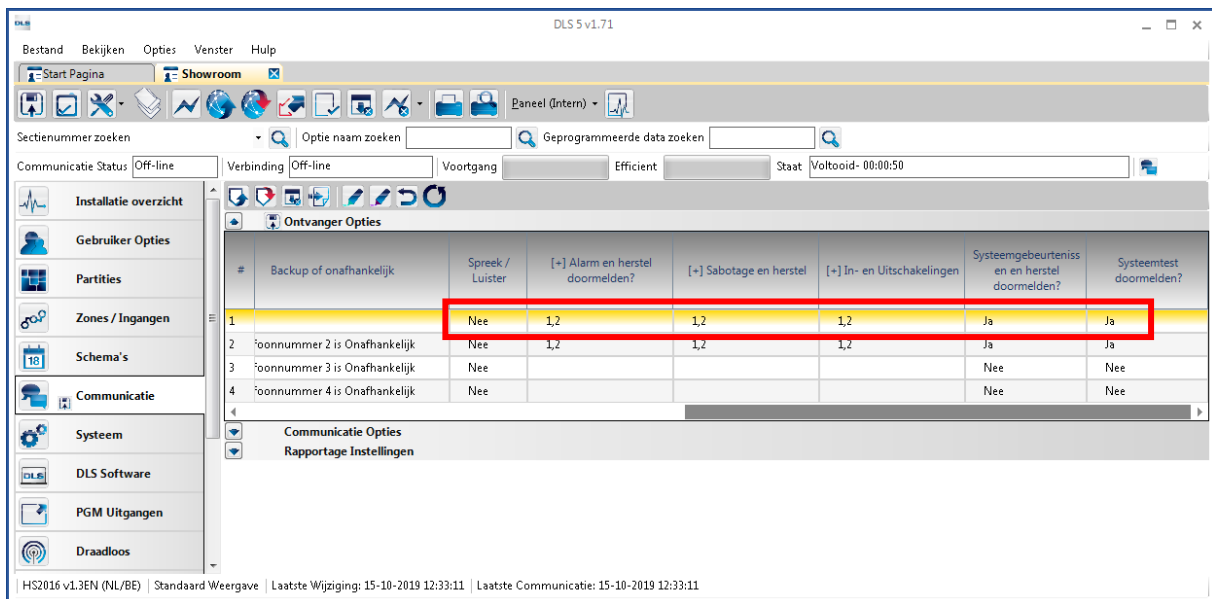 DLS
DLS 5 v1.71
Bestand Bekijken Opties Venster Hulp
Start Pagina Showroom
Paneel (Intern)
Sectienummer zoeken Optie naam zoeken Geprogrammeerde data zoeken
Communicatie Status Off-line Verbinding Off-line Voortgang Efficient Staat Voltooid- 00:00:50
Installatie overzicht
Gebruiker Opties
Partities
Zones / Ingangen
18 Schema's
Communicatie
Systeem
DLS DLS Software
PGM Uitgangen
Draadloos
Ontvanger Opties
# Backup of onafhankelijk Spreek / Luister [+] Alarm en herstel doormelden? [+] Sabotage en herstel [+] In- en Uitschakelingen Systeemgebeurteniss en en herstel doormelden? Systeemtest doormelden?
1 Nee 1,2 1,2 1,2 Ja Ja
2 foonnummer 2 is Onafhankelijk Nee 1,2 1,2 1,2 Ja Ja
3 foonnummer 3 is Onafhankelijk Nee Nee Nee
4 foonnummer 4 is Onafhankelijk Nee Nee Nee
Communicatie Opties
Rapportage Instellingen
HS2016 v1.3EN (NL/BE) Standaard Weergave Laatste Wijziging: 15-10-2019 12:33:11 Laatste Communicatie: 15-10-2019 12:33:11